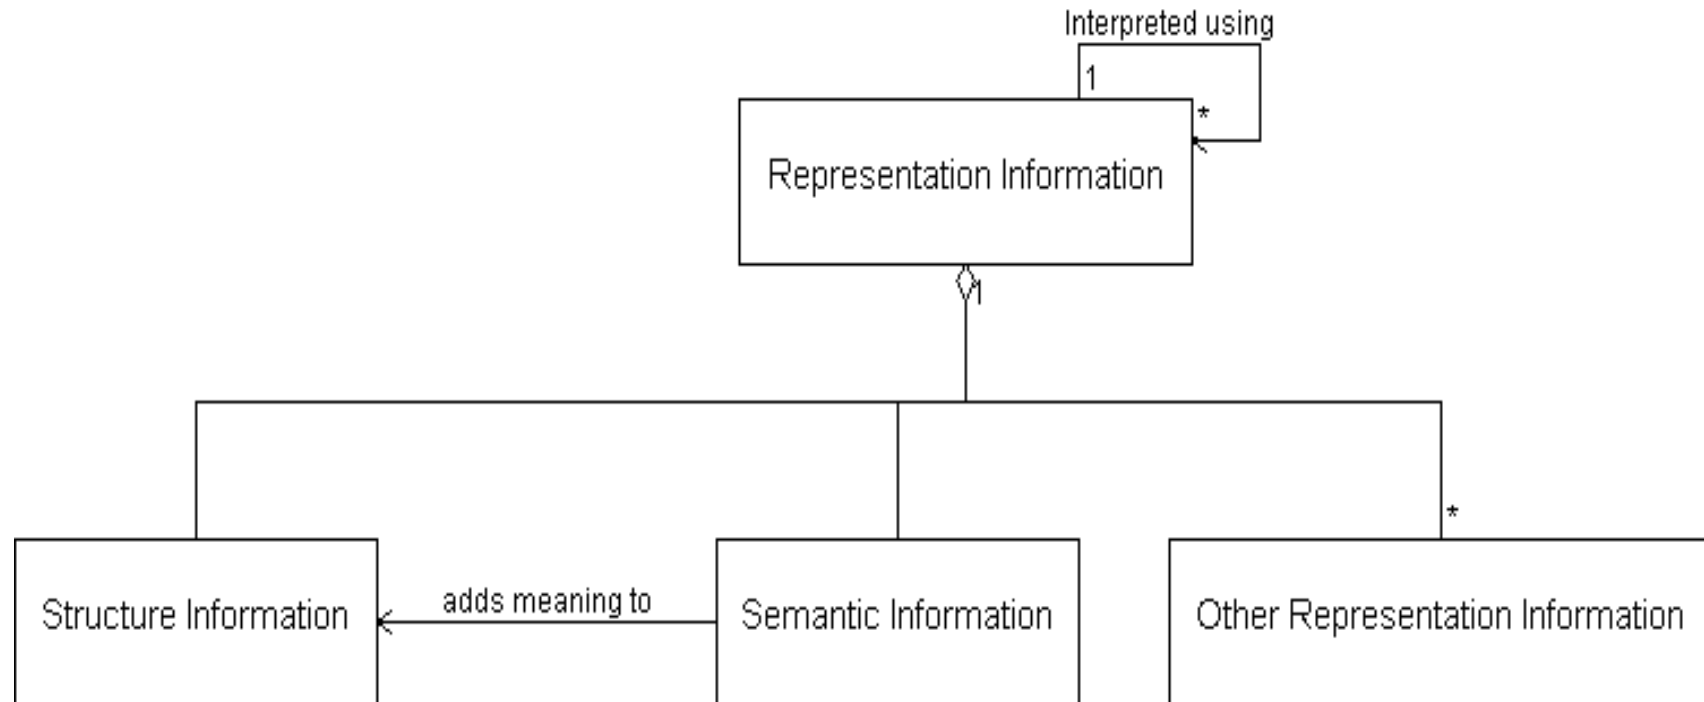 Interpreted using
1
*
Representation Information
1
*
adds meaning to
Structure Information
Semantic Information
Other Representation Information